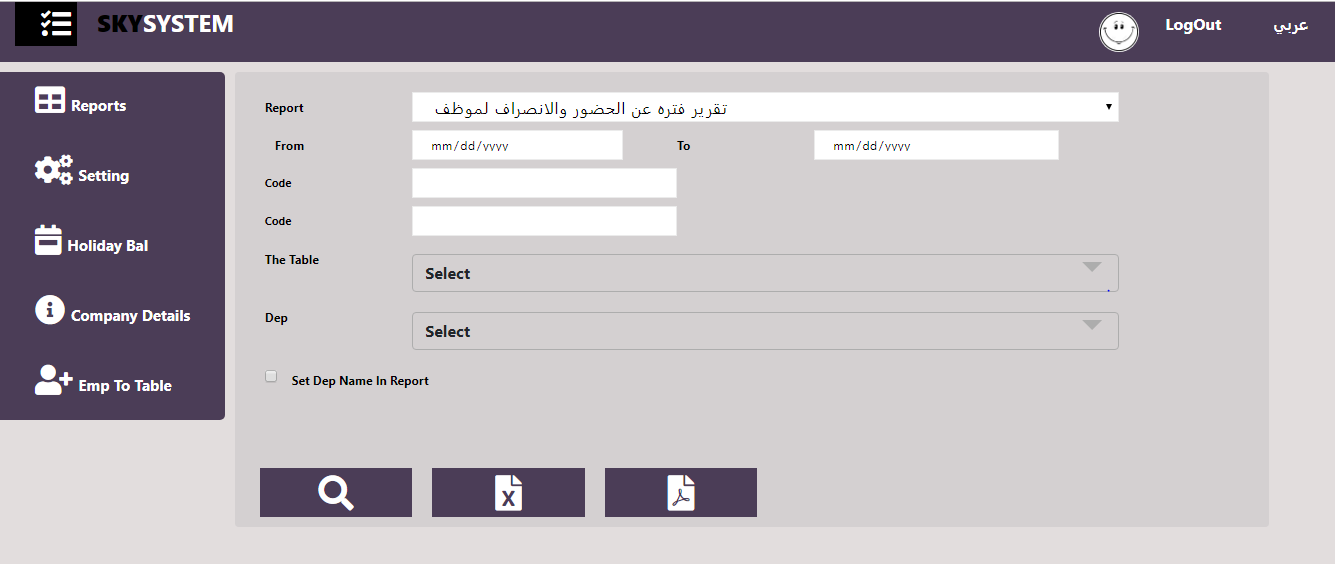 SKYSYSTEM
LogOut
عربي
Reports
Setting
Holiday Bal
Company Details
Emp To Table
Report
تقرير فتره عن الحضور والانصراف لموظف
From
mm/dd/yyyy
To
mm/dd/yyyy
Code
Code
The Table
Select
Dep
Select
Set Dep Name In Report
X